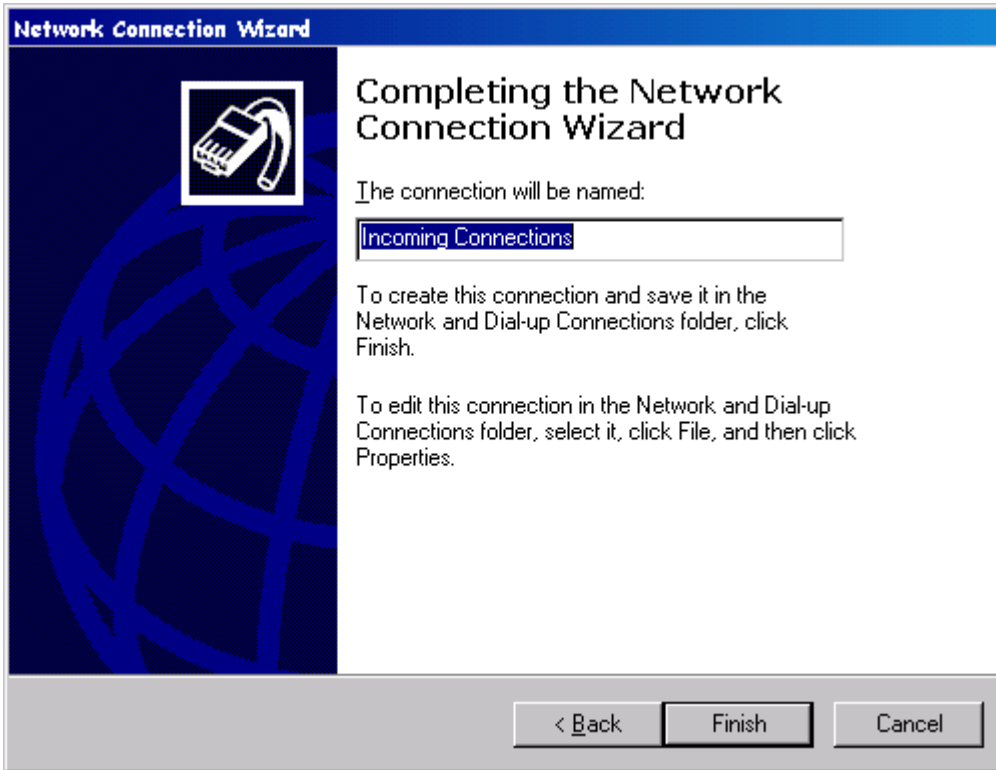 Network Connection Wizard
Completing the Network
Connection Wizard
The connection will be named:
Incoming Connections
To create this connection and save it in the
Network and Dial-up Connections folder, click
Finish.
To edit this connection in the Network and Dial-up
Connections folder, select it, click File, and then click
Properties.
< Back
Finish
Cancel